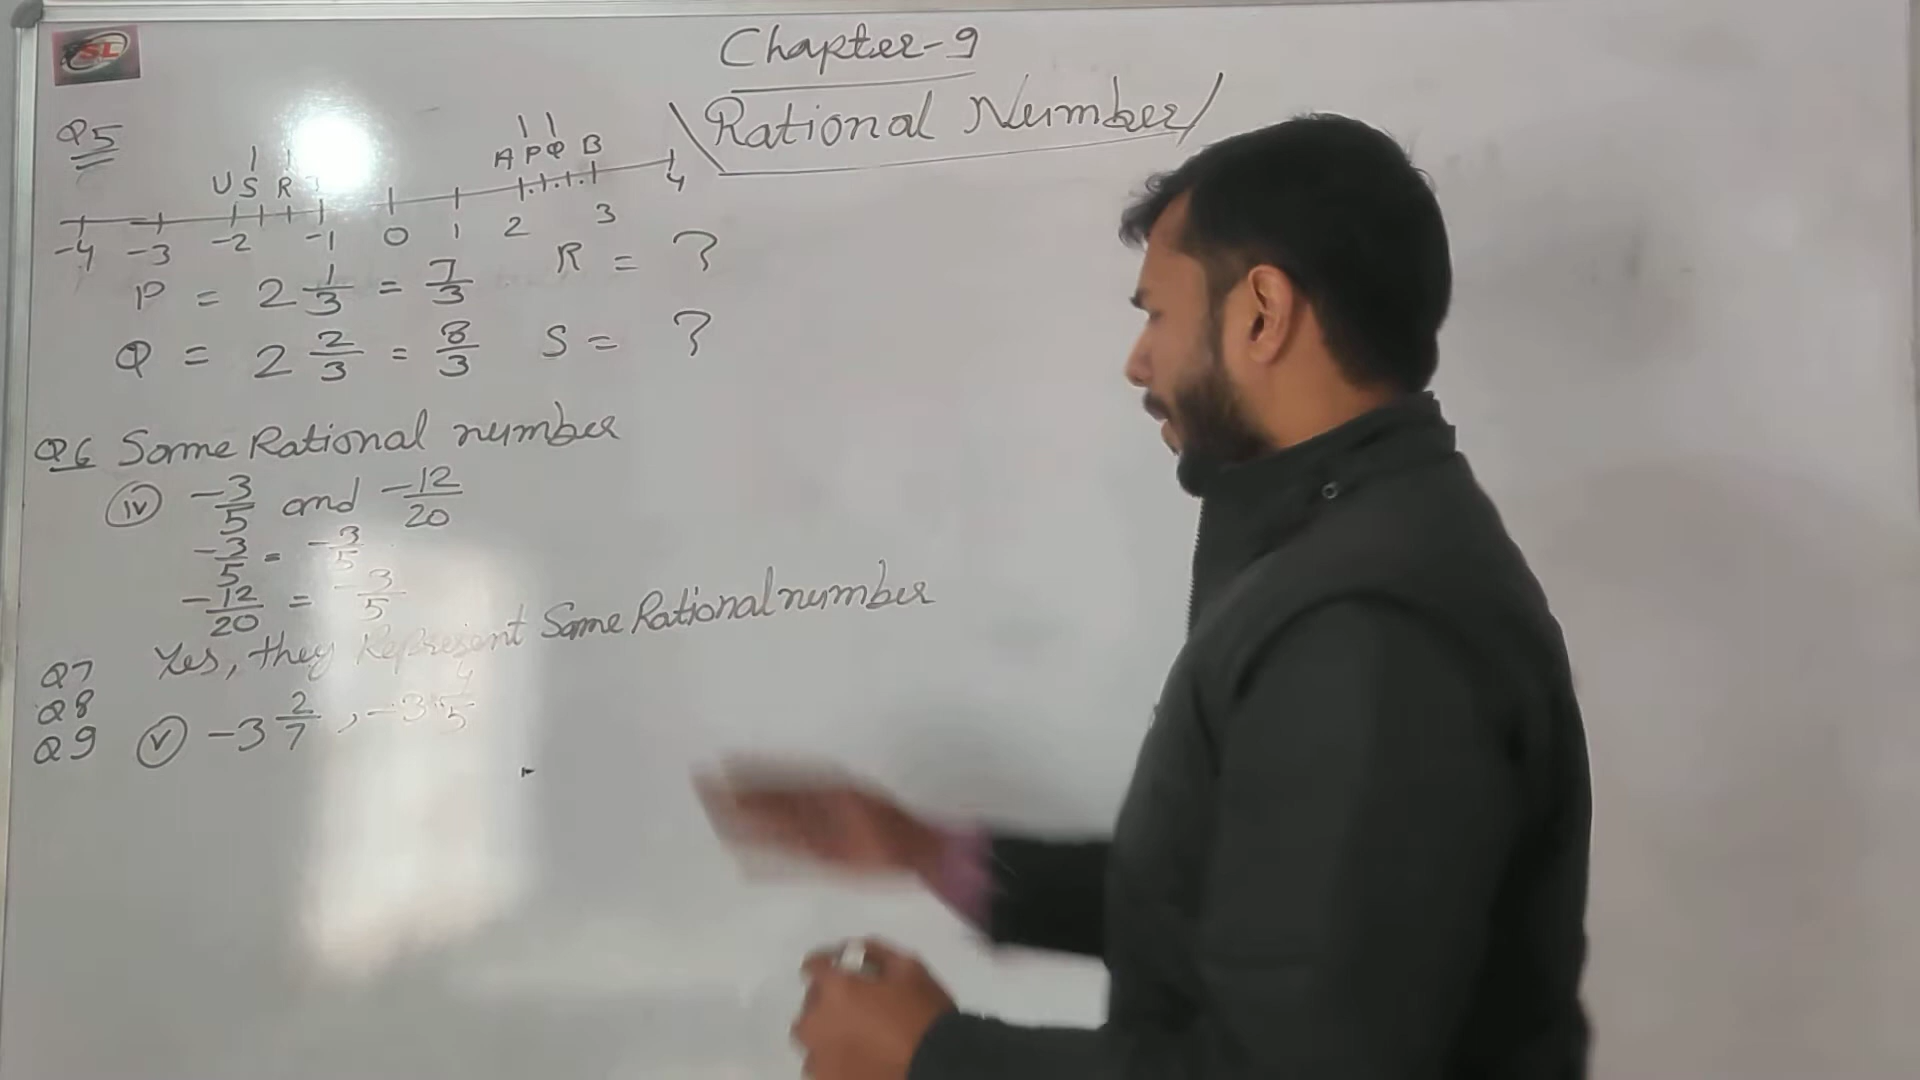 SL
Chapter-9
Rational Number
Q5
U S R A P Q B
-4 -3 -2 -1 0 1 2 3 4
P = 2 1/3 = 7/3 R = ?
Q = 2 2/3 = 8/3 S = ?
Q6 Same Rational number
(iv) -3/5 and -12/20
-3/5 = -3/5
-12/20 = -3/5
Yes, they Represent Same Rational number
Q7
Q8
Q9 (v) -3 2/7, -3 4/5